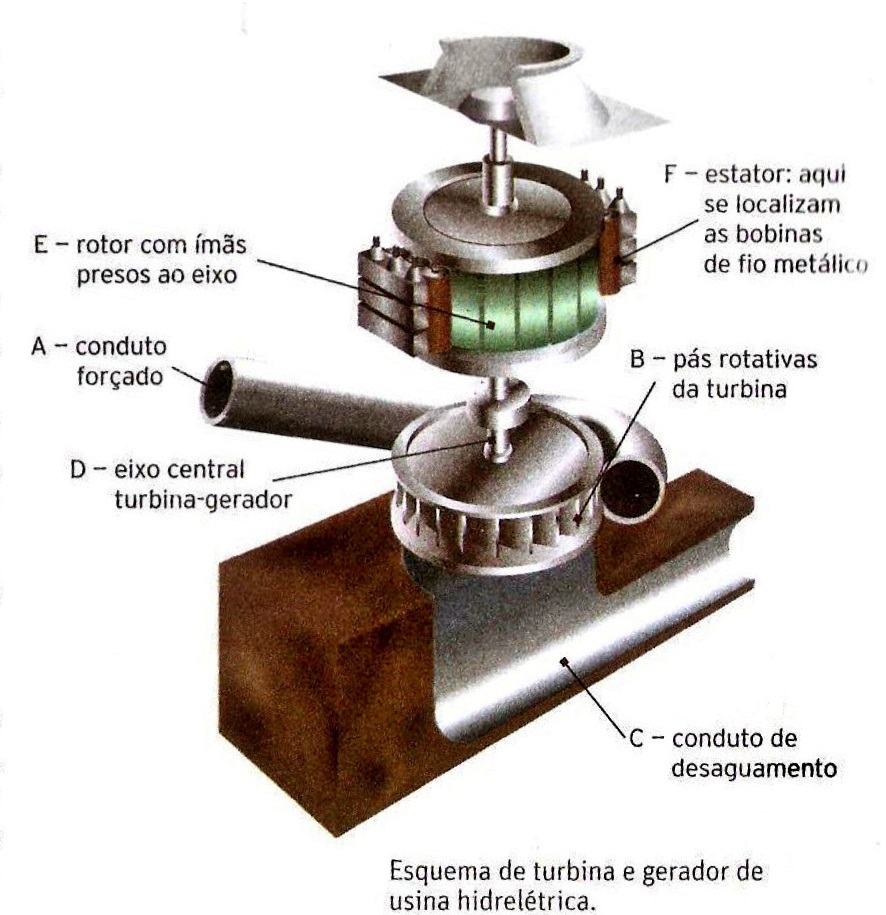 F – estator: aqui
se localizam
as bobinas
de fio metálico
E – rotor com ímãs
presos ao eixo
A – conduto
forçado
B – pás rotativas
da turbina
D – eixo central
turbina-gerador
C – conduto de
desaguamento
Esquema de turbina e gerador de
usina hidrelétrica.